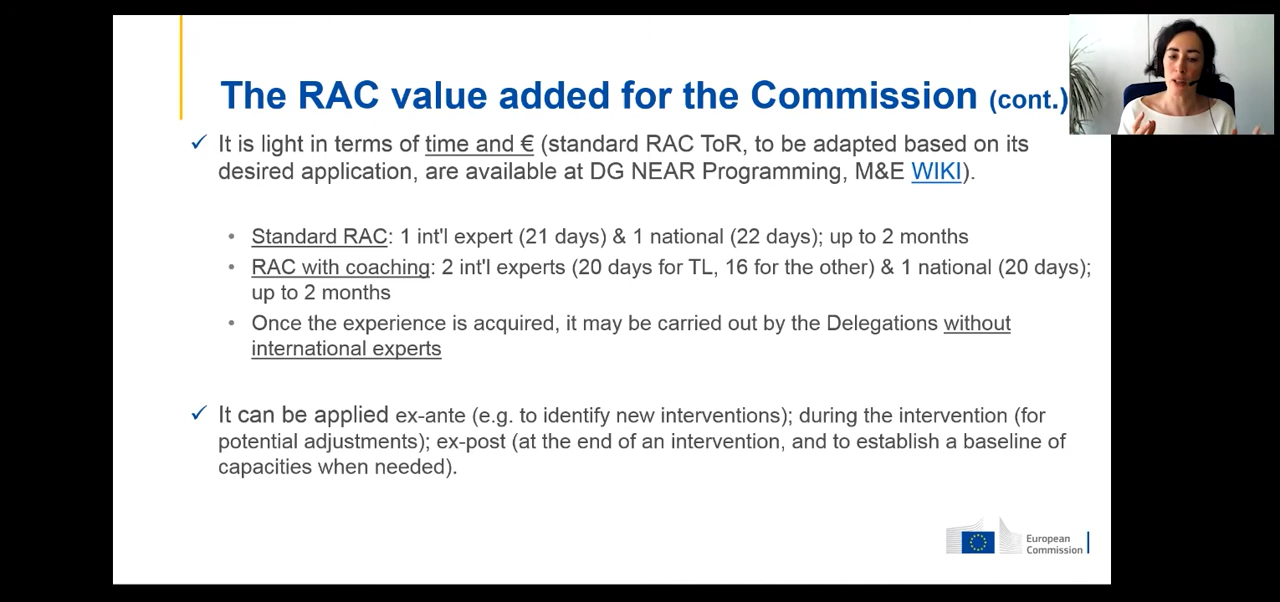 The RAC value added for the Commission (cont.)
✓ It is light in terms of time and € (standard RAC ToR, to be adapted based on its
desired application, are available at DG NEAR Programming, M&E WIKI).
• Standard RAC: 1 int'l expert (21 days) & 1 national (22 days); up to 2 months
• RAC with coaching: 2 int'l experts (20 days for TL, 16 for the other) & 1 national (20 days);
up to 2 months
• Once the experience is acquired, it may be carried out by the Delegations without
international experts
✓ It can be applied ex-ante (e.g. to identify new interventions); during the intervention (for
potential adjustments); ex-post (at the end of an intervention, and to establish a baseline of
capacities when needed).
European
Commission